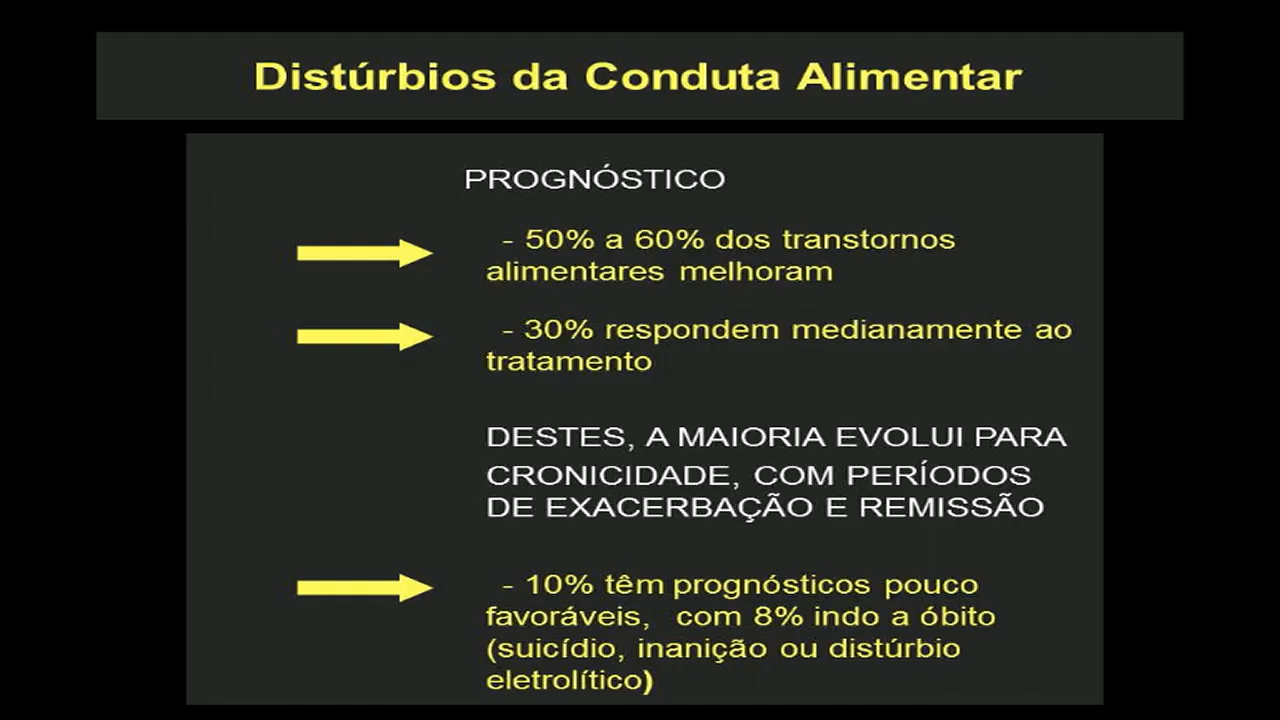 Distúrbios da Conduta Alimentar
PROGNÓSTICO
- 50% a 60% dos transtornos
alimentares melhoram
- 30% respondem medianamente ao
tratamento
DESTES, A MAIORIA EVOLUI PARA
CRONICIDADE, COM PERÍODOS
DE EXACERBAÇÃO E REMISSÃO
- 10% têm prognósticos pouco
favoráveis, com 8% indo a óbito
(suicídio, inanição ou distúrbio
eletrolítico)